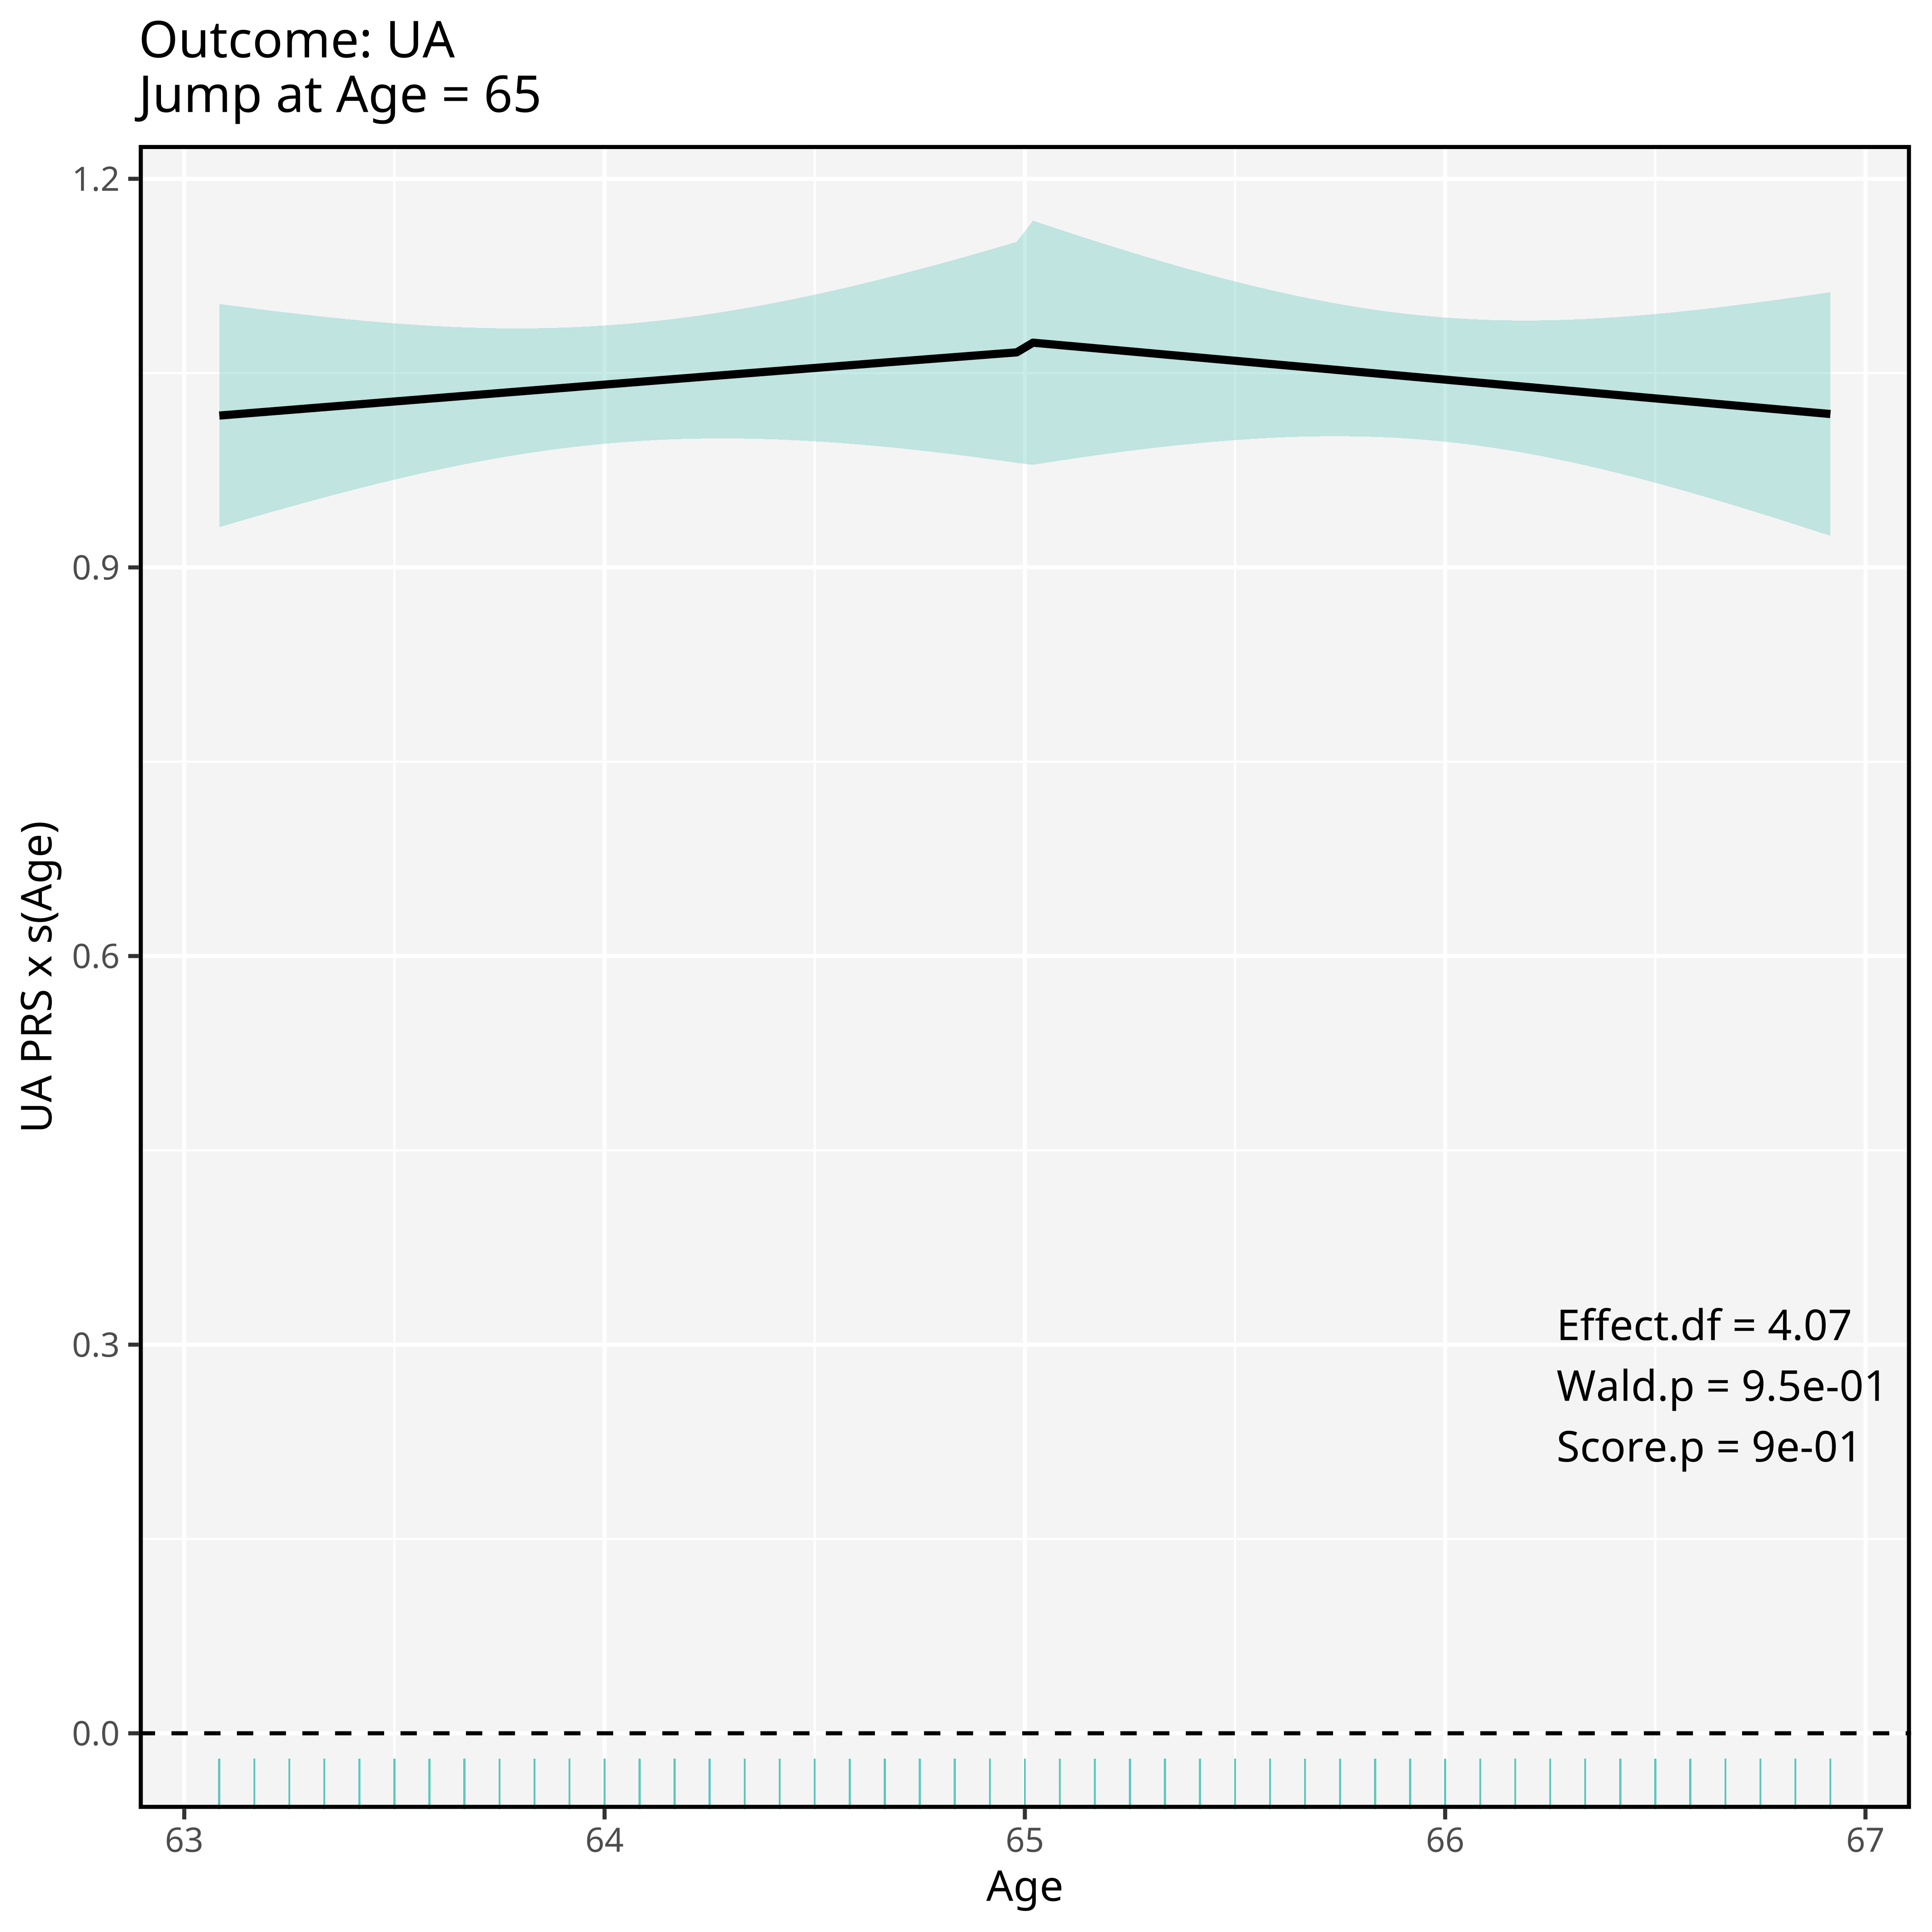 Outcome: UA
Jump at Age = 65
1.2
0.9
0.6
0.3
0.0
UA PRS x s(Age)
Effect.df = 4.07
Wald.p = 9.5e-01
Score.p = 9e-01
63 64 65 66 67
Age